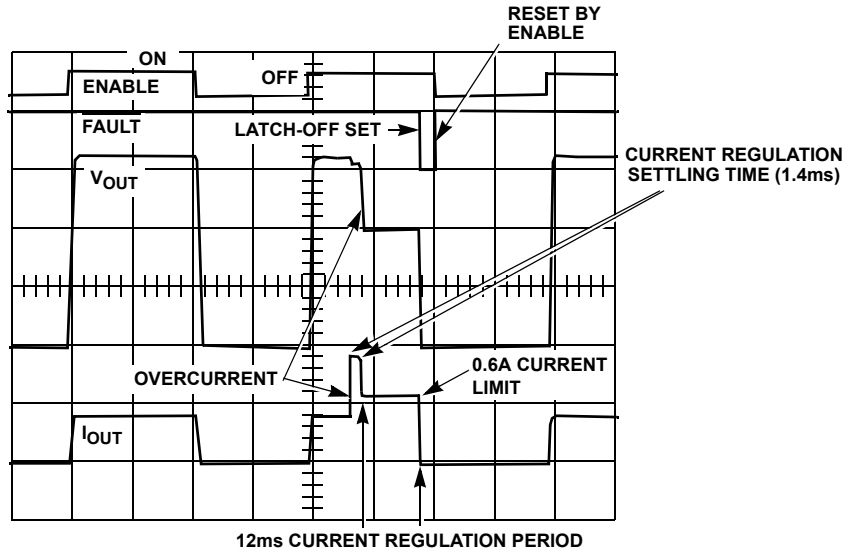 RESET BY
ENABLE
ON
OFF
ENABLE
FAULT
LATCH-OFF SET
CURRENT REGULATION
SETTLING TIME (1.4ms)
VOUT
OVERCURRENT
0.6A CURRENT
LIMIT
IOUT
12ms CURRENT REGULATION PERIOD